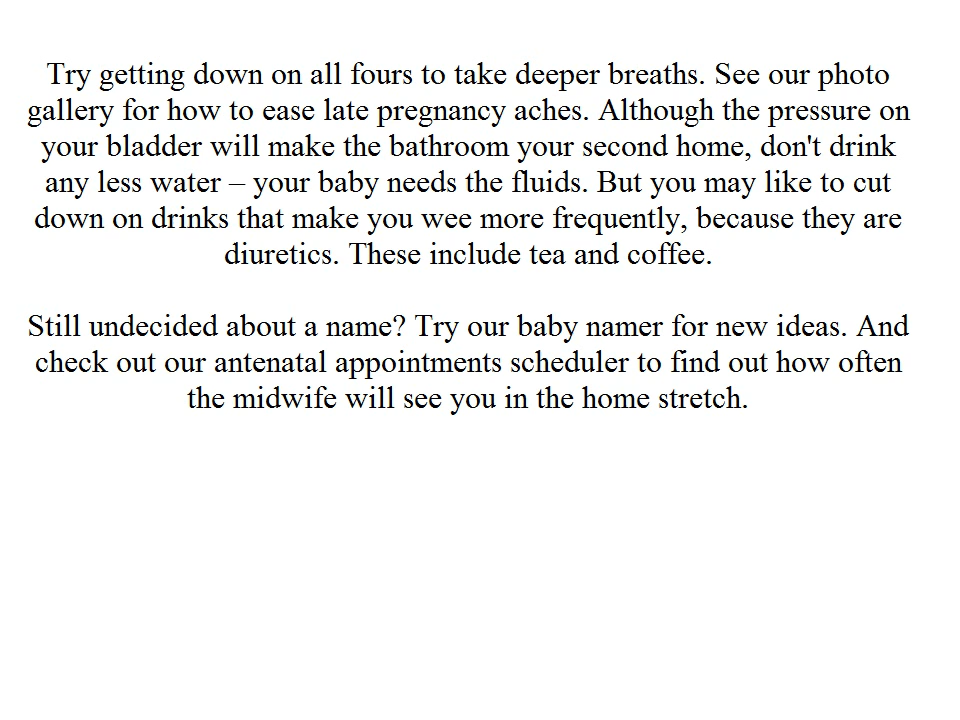 Try getting down on all fours to take deeper breaths. See our photo
gallery for how to ease late pregnancy aches. Although the pressure on
your bladder will make the bathroom your second home, don't drink
any less water – your baby needs the fluids. But you may like to cut
down on drinks that make you wee more frequently, because they are
diuretics. These include tea and coffee.
Still undecided about a name? Try our baby namer for new ideas. And
check out our antenatal appointments scheduler to find out how often
the midwife will see you in the home stretch.